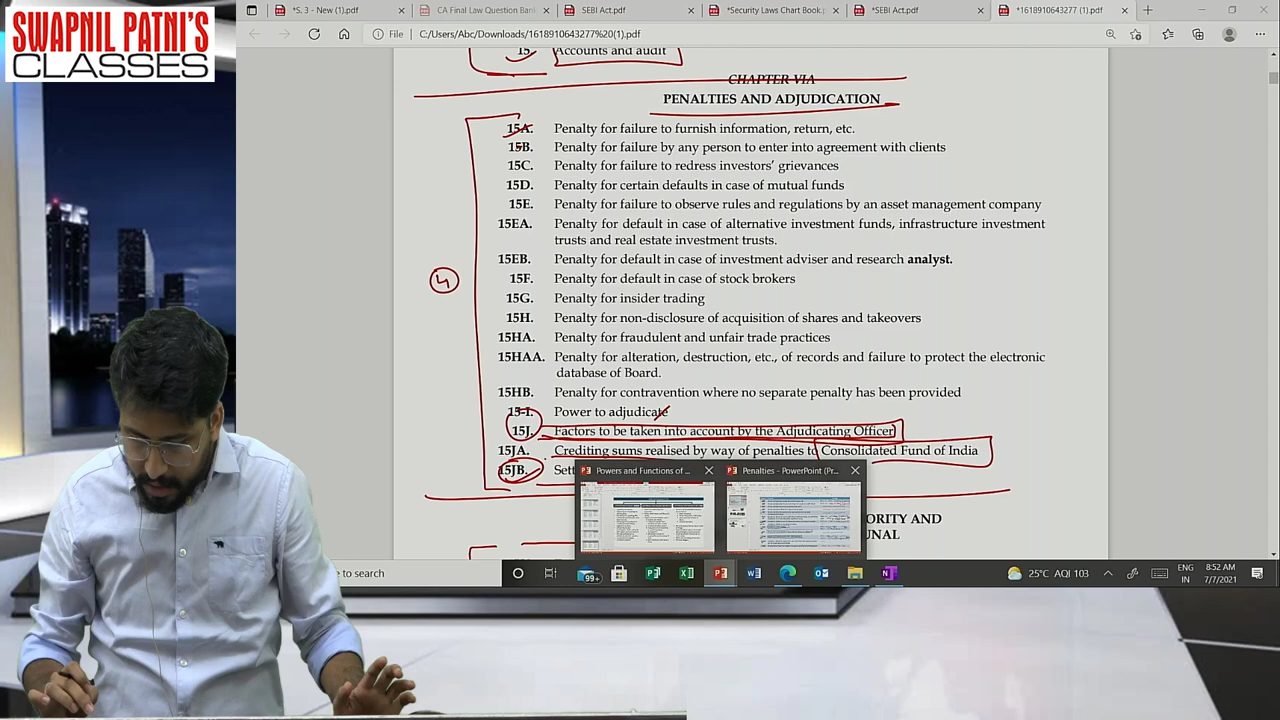 SWAPNIL PATNI'S
CLASSES
*S. 3 - New (1).pdf
CA Final Law Question Ban
SEBI Act.pdf
*Security Laws Chart Book.p
*SEBI Act.pdf
*1618910643277 (1).pdf
File
C:/Users/Abc/Downloads/1618910643277%20(1).pdf
15 Accounts and audit
CHAPTER VIA
PENALTIES AND ADJUDICATION
15A. Penalty for failure to furnish information, return, etc.
15B. Penalty for failure by any person to enter into agreement with clients
15C. Penalty for failure to redress investors' grievances
15D. Penalty for certain defaults in case of mutual funds
15E. Penalty for failure to observe rules and regulations by an asset management company
15EA. Penalty for default in case of alternative investment funds, infrastructure investment
trusts and real estate investment trusts.
15EB. Penalty for default in case of investment adviser and research analyst.
4
15F. Penalty for default in case of stock brokers
15G. Penalty for insider trading
15H. Penalty for non-disclosure of acquisition of shares and takeovers
15HA. Penalty for fraudulent and unfair trade practices
15HAA. Penalty for alteration, destruction, etc., of records and failure to protect the electronic
database of Board.
15HB. Penalty for contravention where no separate penalty has been provided
15-I. Power to adjudicate
15J. Factors to be taken into account by the Adjudicating Officer
15JA. Crediting sums realised by way of penalties to Consolidated Fund of India
15JB. Sett
Powers and Functions of ...
Penalties - PowerPoint (Pr...
ORITY AND
UNAL
e to search
99+
25°C AQI 103
ENG
IN
8:52 AM
7/7/2021